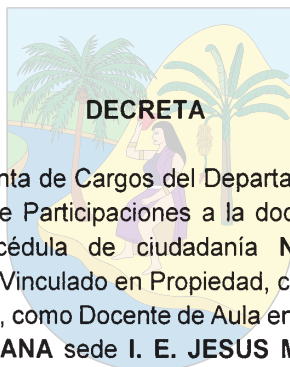 DECRETA
nta de Cargos del Departa
e Participaciones a la doc
cédula de ciudadanía N
Vinculado en Propiedad, c
, como Docente de Aula en
ANA sede I. E. JESUS M